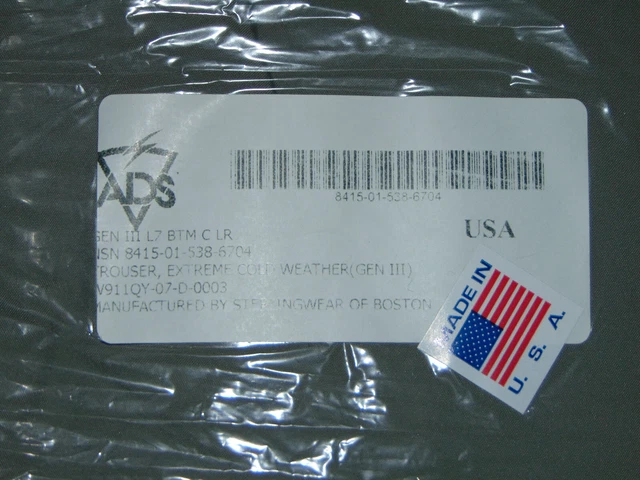 ADS
8415-01-538-6704
USA
GEN III L7 BTM C LR
NSN 8415-01-538-6704
TROUSER, EXTREME COLD WEATHER(GEN III)
W911QY-07-D-0003
MANUFACTURED BY STERLINGWEAR OF BOSTON
MADE IN
U. S. A.